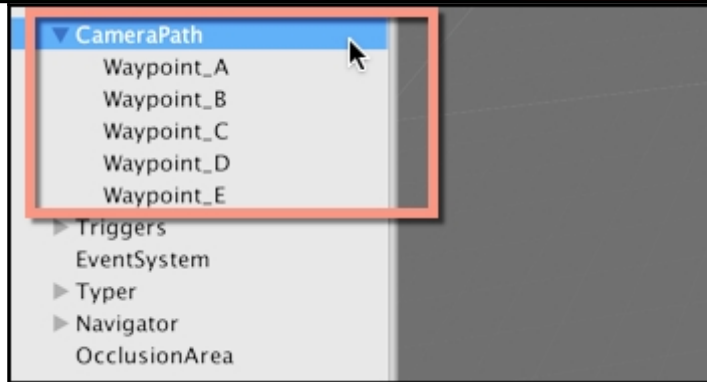 CameraPath
Waypoint_A
Waypoint_B
Waypoint_C
Waypoint_D
Waypoint_E
Triggers
EventSystem
Typer
Navigator
OcclusionArea